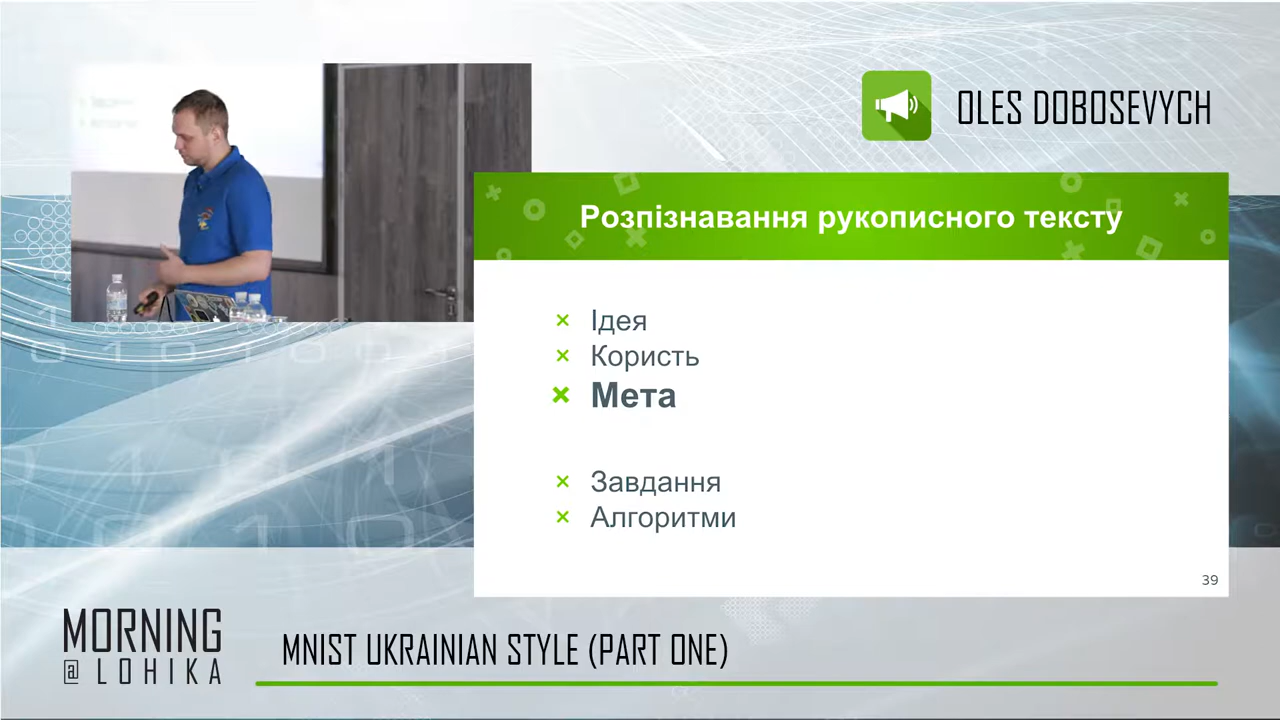 OLES DOBOSEVYCH
Розпізнавання рукописного тексту
× Ідея
× Користь
× Мета
× Завдання
× Алгоритми
39
MORNING
@ LOHIKA
MNIST UKRAINIAN STYLE (PART ONE)